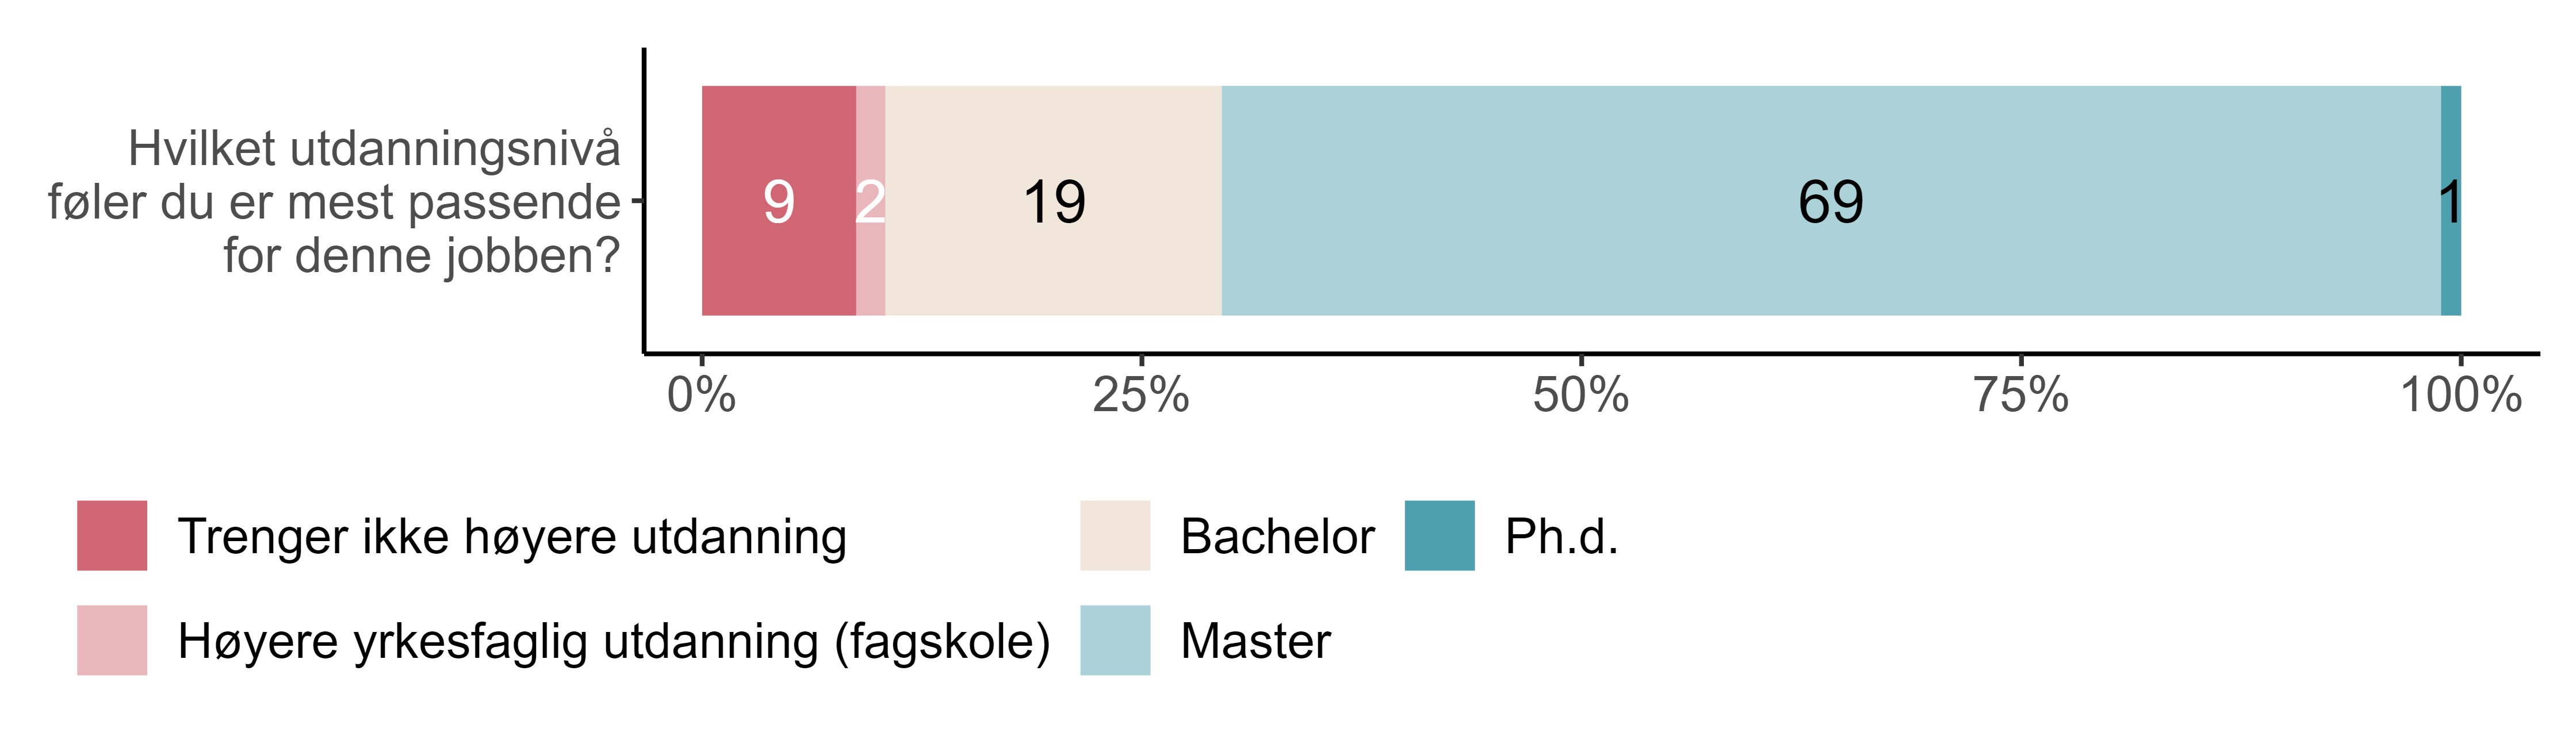 Hvilket utdanningsnivå
føler du er mest passende
for denne jobben?
9 2 19 69 1
0% 25% 50% 75% 100%
Trenger ikke høyere utdanning Bachelor Ph.d.
Høyere yrkesfaglig utdanning (fagskole) Master